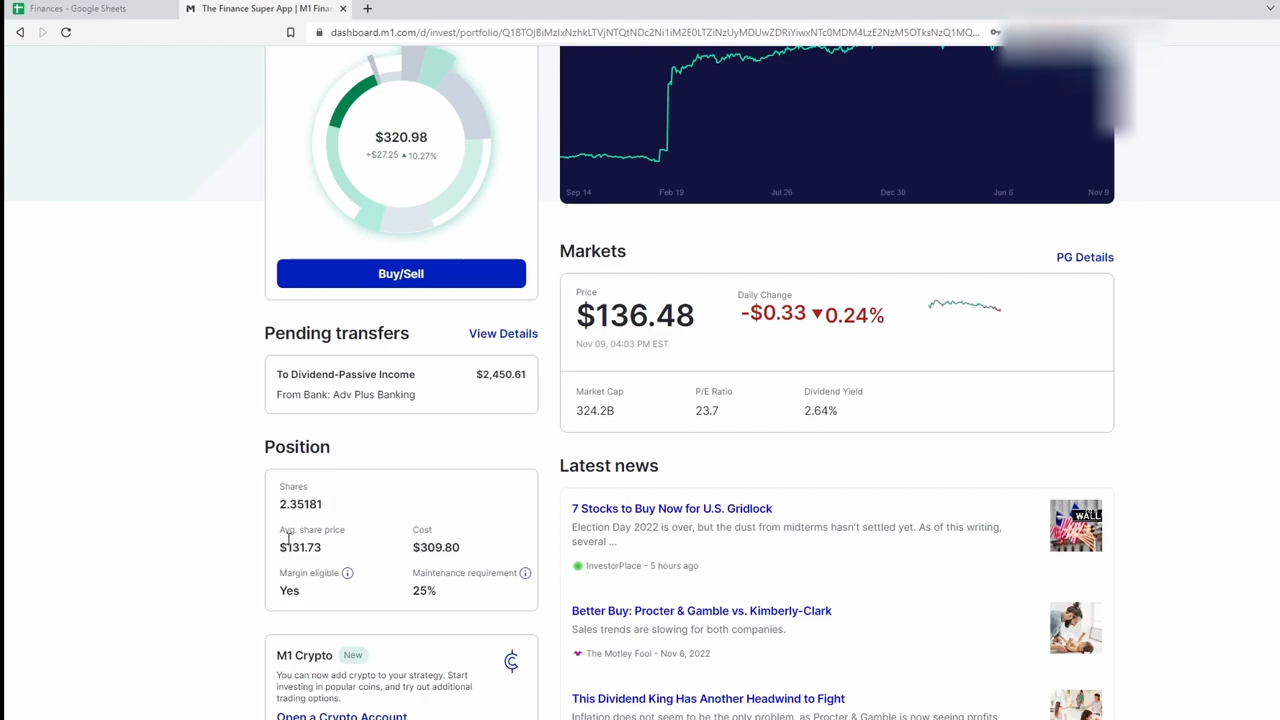 Finances - Google Sheets
The Finance Super App | M1 Finan
dashboard.m1.com/d/invest/portfolio/
$320.98
+$27.25 ▲ 10.27%
Buy/Sell
Pending transfers
View Details
To Dividend-Passive Income
$2,450.61
From Bank: Adv Plus Banking
Position
Shares
2.35181
Avg. share price
Cost
$131.73
$309.80
Margin eligible
Maintenance requirement
Yes
25%
M1 Crypto
New
You can now add crypto to your strategy. Start
investing in popular coins, and try out additional
trading options.
Open a Crypto Account
Sep 14
Feb 19
Jul 26
Dec 30
Jun 6
Nov 9
Markets
PG Details
Price
Daily Change
$136.48
-$0.33 ▼0.24%
Nov 09, 04:03 PM EST
Market Cap
P/E Ratio
Dividend Yield
324.2B
23.7
2.64%
Latest news
7 Stocks to Buy Now for U.S. Gridlock
Election Day 2022 is over, but the dust from midterms hasn't settled yet. As of this writing,
several ...
InvestorPlace - 5 hours ago
WALL
Better Buy: Procter & Gamble vs. Kimberly-Clark
Sales trends are slowing for both companies.
The Motley Fool - Nov 6, 2022
This Dividend King Has Another Headwind to Fight
Inflation does not seem to be the only problem, as Procter & Gamble is now seeing profits